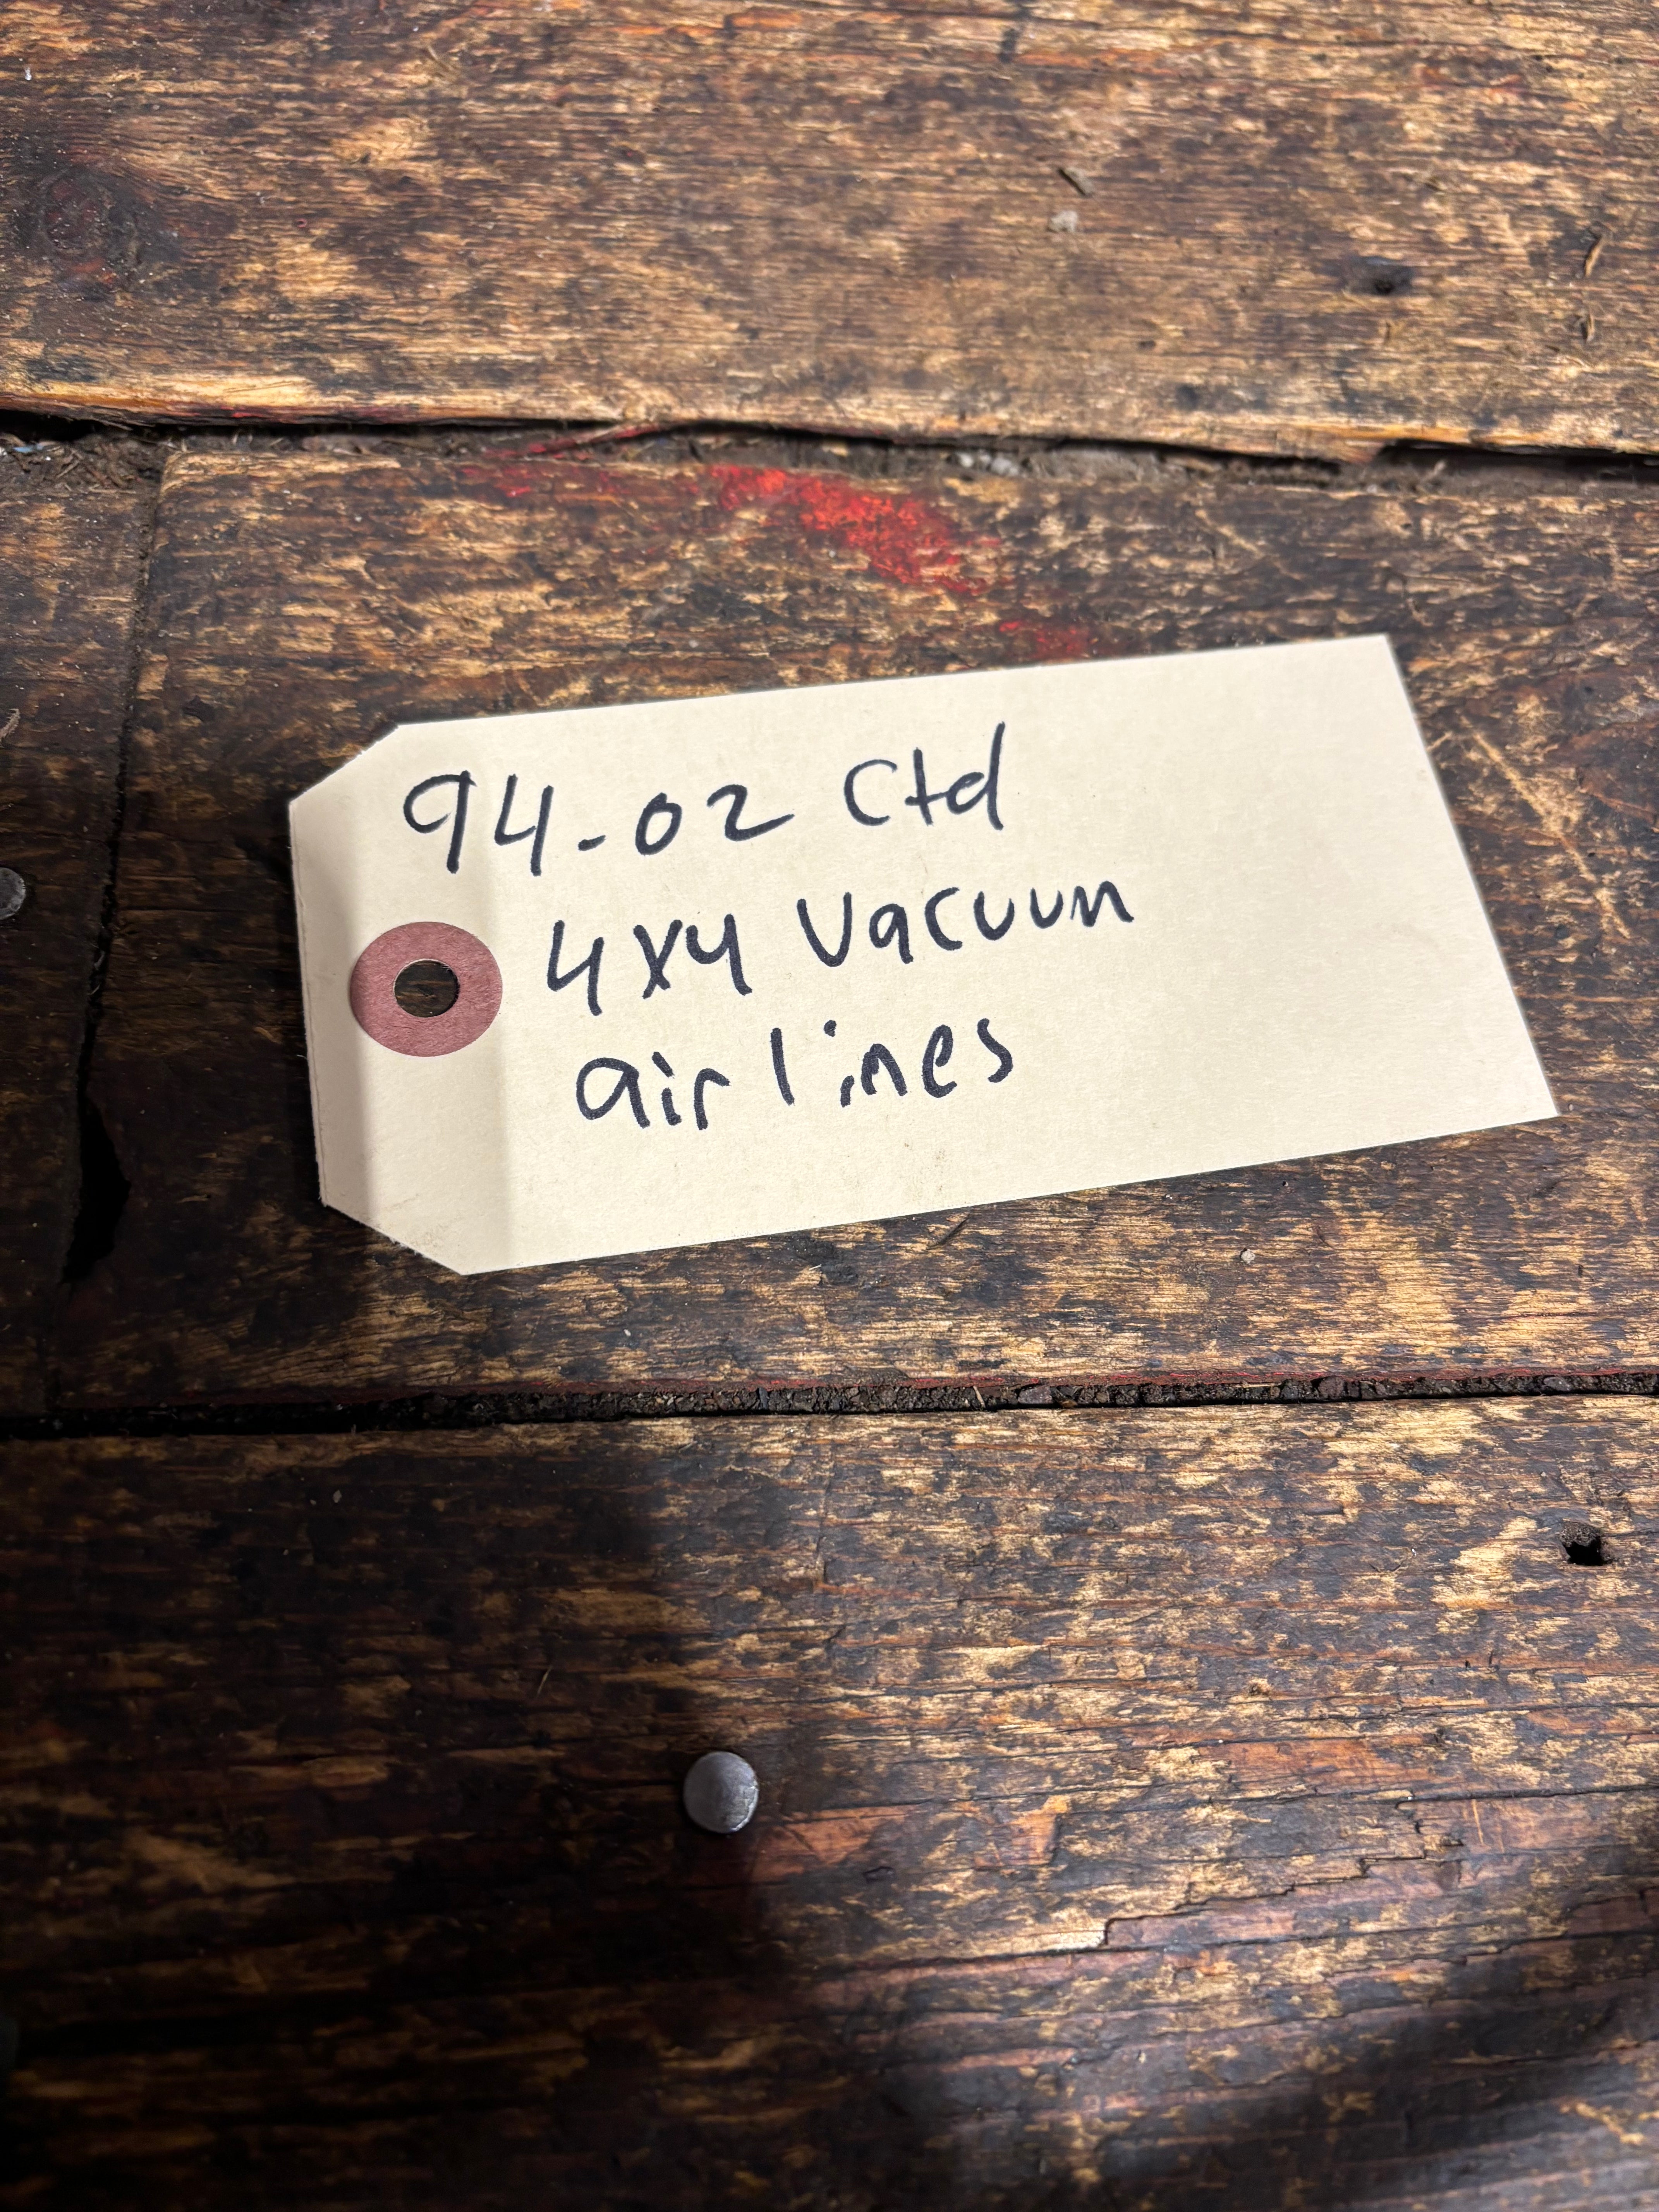 94-02 Ctd
4x4 Vacuum
air lines